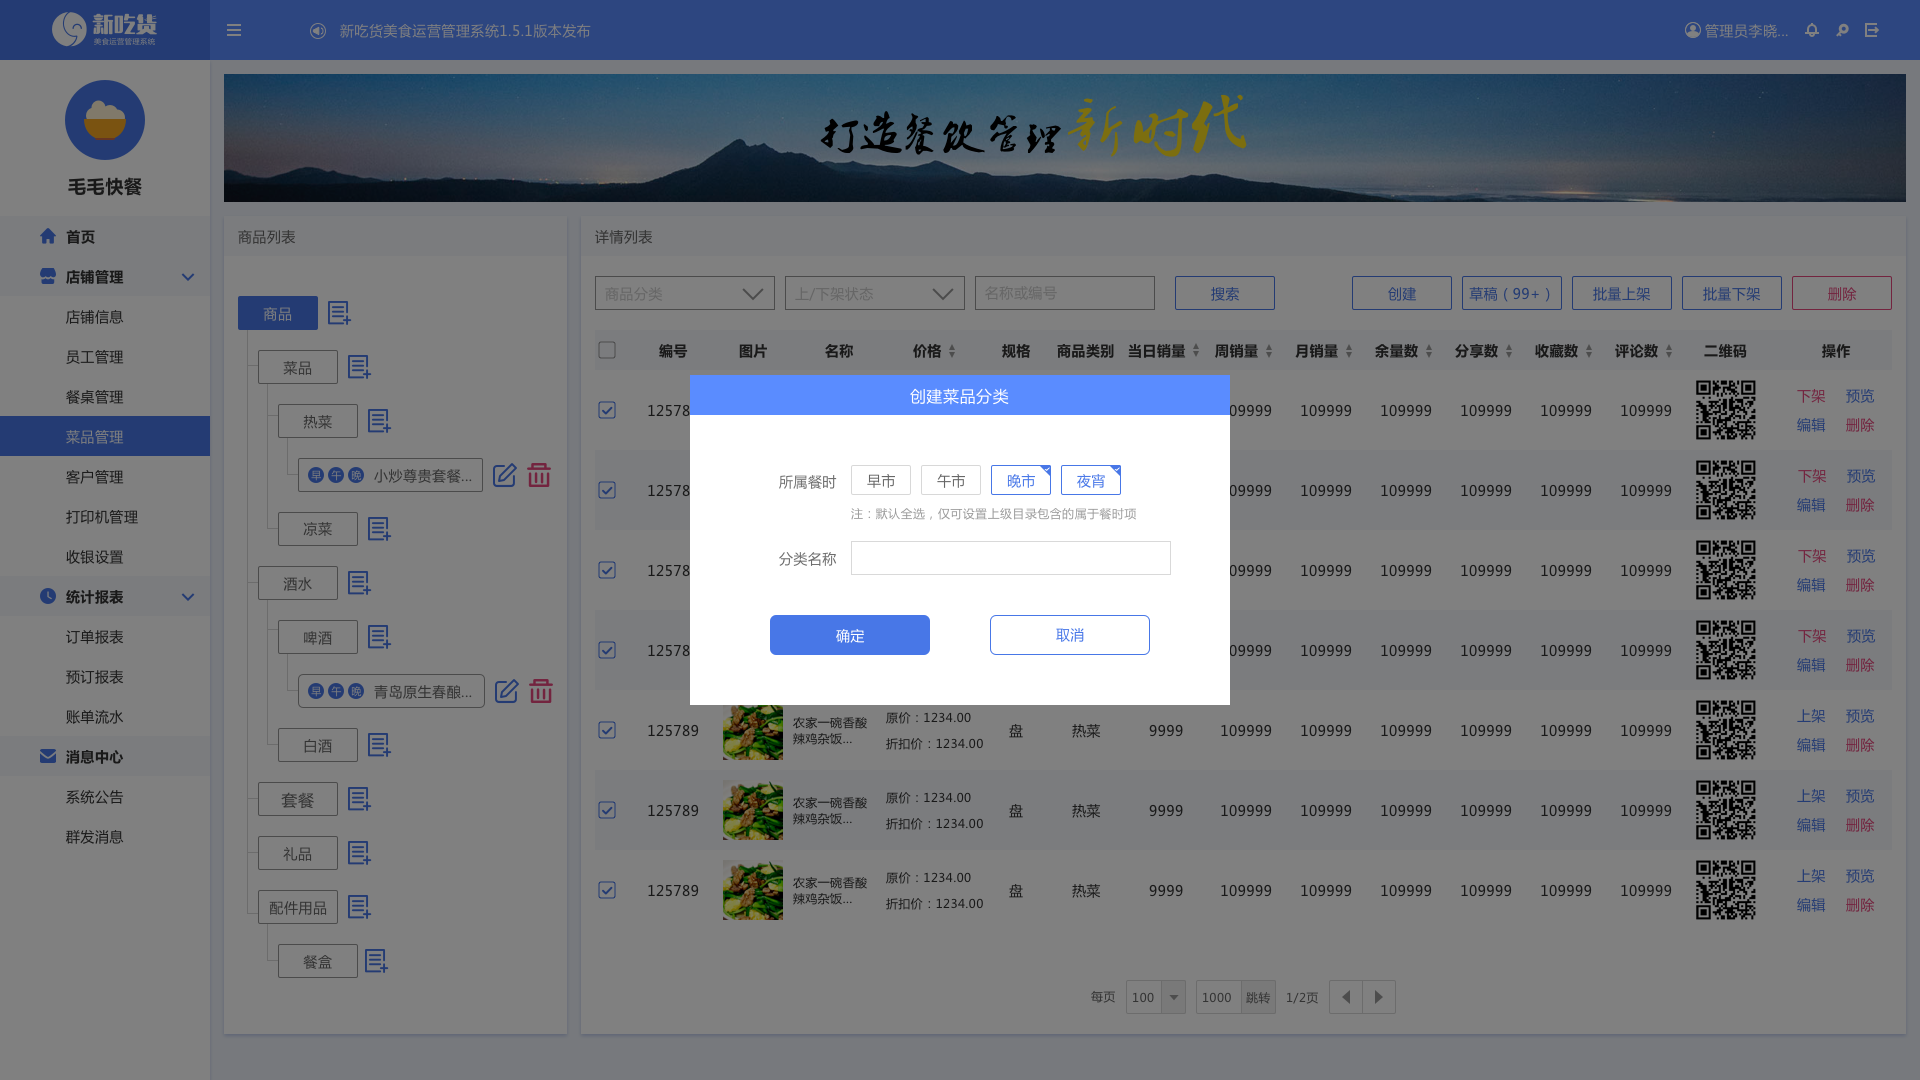 新吃货
美食运营管理系统
新吃货美食运营管理系统1.5.1版本发布
管理员李晓...
毛毛快餐
打造餐饮管理新时代
首页
店铺管理
店铺信息
员工管理
餐桌管理
菜品管理
客户管理
打印机管理
收银设置
统计报表
订单报表
预订报表
账单流水
消息中心
系统公告
群发消息
商品列表
商品
菜品
热菜
早 午 晚 小炒尊贵套餐...
凉菜
酒水
啤酒
早 午 晚 青岛原生春酿...
白酒
套餐
礼品
配件用品
餐盒
详情列表
商品分类 上/下架状态 名称或编号 搜索 创建 草稿（99+） 批量上架 批量下架 删除
编号 图片 名称 价格 规格 商品类别 当日销量 周销量 月销量 余量数 分享数 收藏数 评论数 二维码 操作
12578 09999 109999 109999 109999 109999 109999 下架 预览
编辑 删除
12578 09999 109999 109999 109999 109999 109999 下架 预览
编辑 删除
12578 09999 109999 109999 109999 109999 109999 下架 预览
编辑 删除
12578 09999 109999 109999 109999 109999 109999 下架 预览
编辑 删除
创建菜品分类
所属餐时 早市 午市 晚市 夜宵
注：默认全选，仅可设置上级目录包含的属于餐时项
分类名称
确定 取消
125789 农家一碗香酸辣鸡杂饭... 原价：1234.00 盘 热菜 9999 109999 109999 109999 109999 109999 109999 上架 预览
折扣价：1234.00 编辑 删除
125789 农家一碗香酸辣鸡杂饭... 原价：1234.00 盘 热菜 9999 109999 109999 109999 109999 109999 109999 上架 预览
折扣价：1234.00 编辑 删除
125789 农家一碗香酸辣鸡杂饭... 原价：1234.00 盘 热菜 9999 109999 109999 109999 109999 109999 109999 上架 预览
折扣价：1234.00 编辑 删除
每页 100 1000 跳转 1/2页